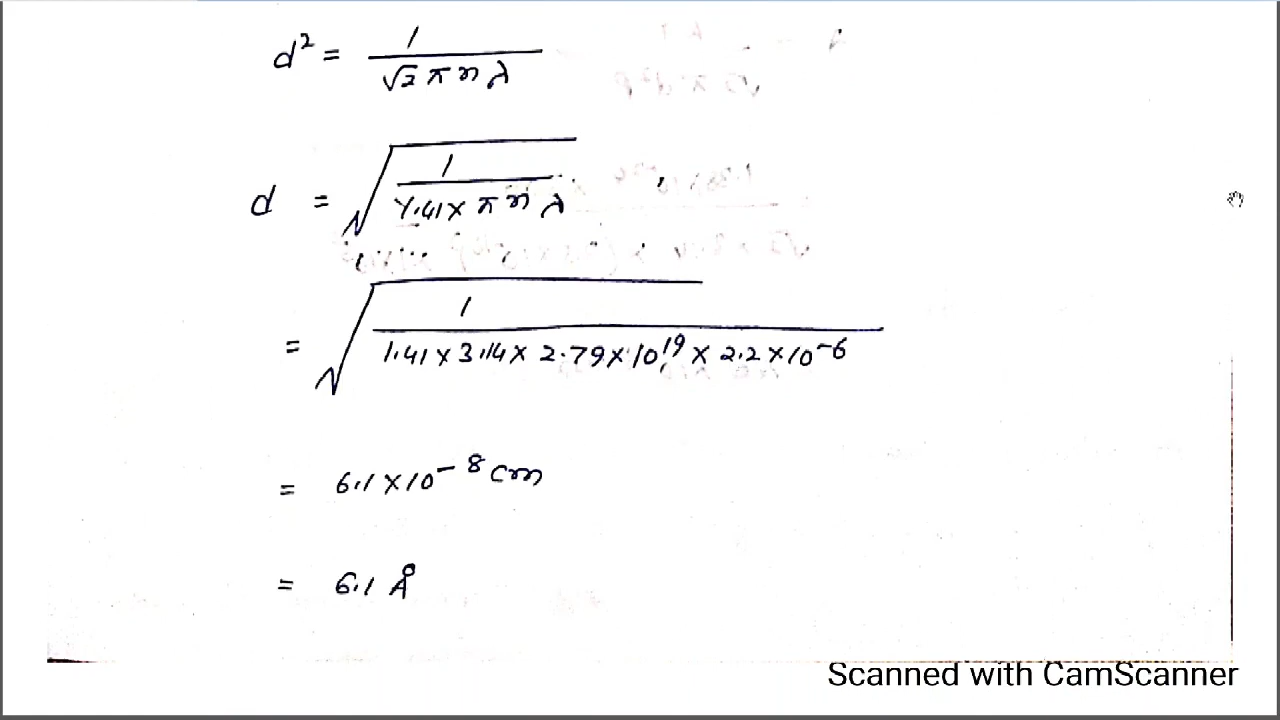 d² = 1 / √2 π n λ
d = √ 1 / 1.41 × π n λ
= √ 1 / 1.41 × 3.14 × 2.79 × 10¹⁹ × 2.2 × 10⁻⁶
= 6.1 × 10⁻⁸ cm
= 6.1 Å
Scanned with CamScanner